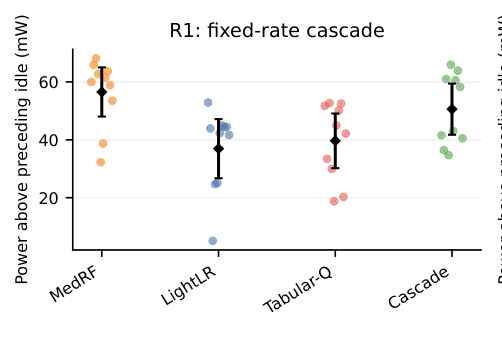 R1: fixed-rate cascade
Power above preceding idle (mW)
60
40
20
MedRF
LightLR
Tabular-Q
Cascade